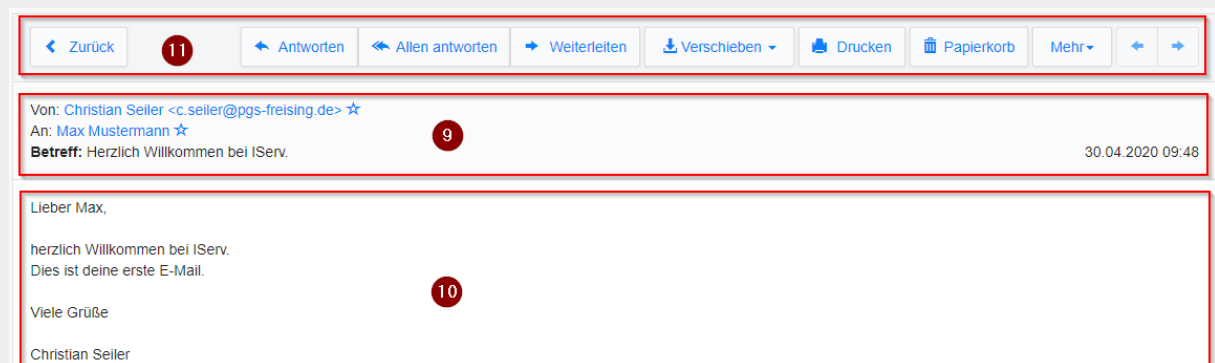 Zurück 11 Antworten Allen antworten Weiterleiten Verschieben Drucken Papierkorb Mehr
Von: Christian Seiler <c.seiler@pgs-freising.de>
An: Max Mustermann
9
Betreff: Herzlich Willkommen bei IServ. 30.04.2020 09:48
Lieber Max,
herzlich Willkommen bei IServ.
Dies ist deine erste E-Mail.
10
Viele Grüße
Christian Seiler